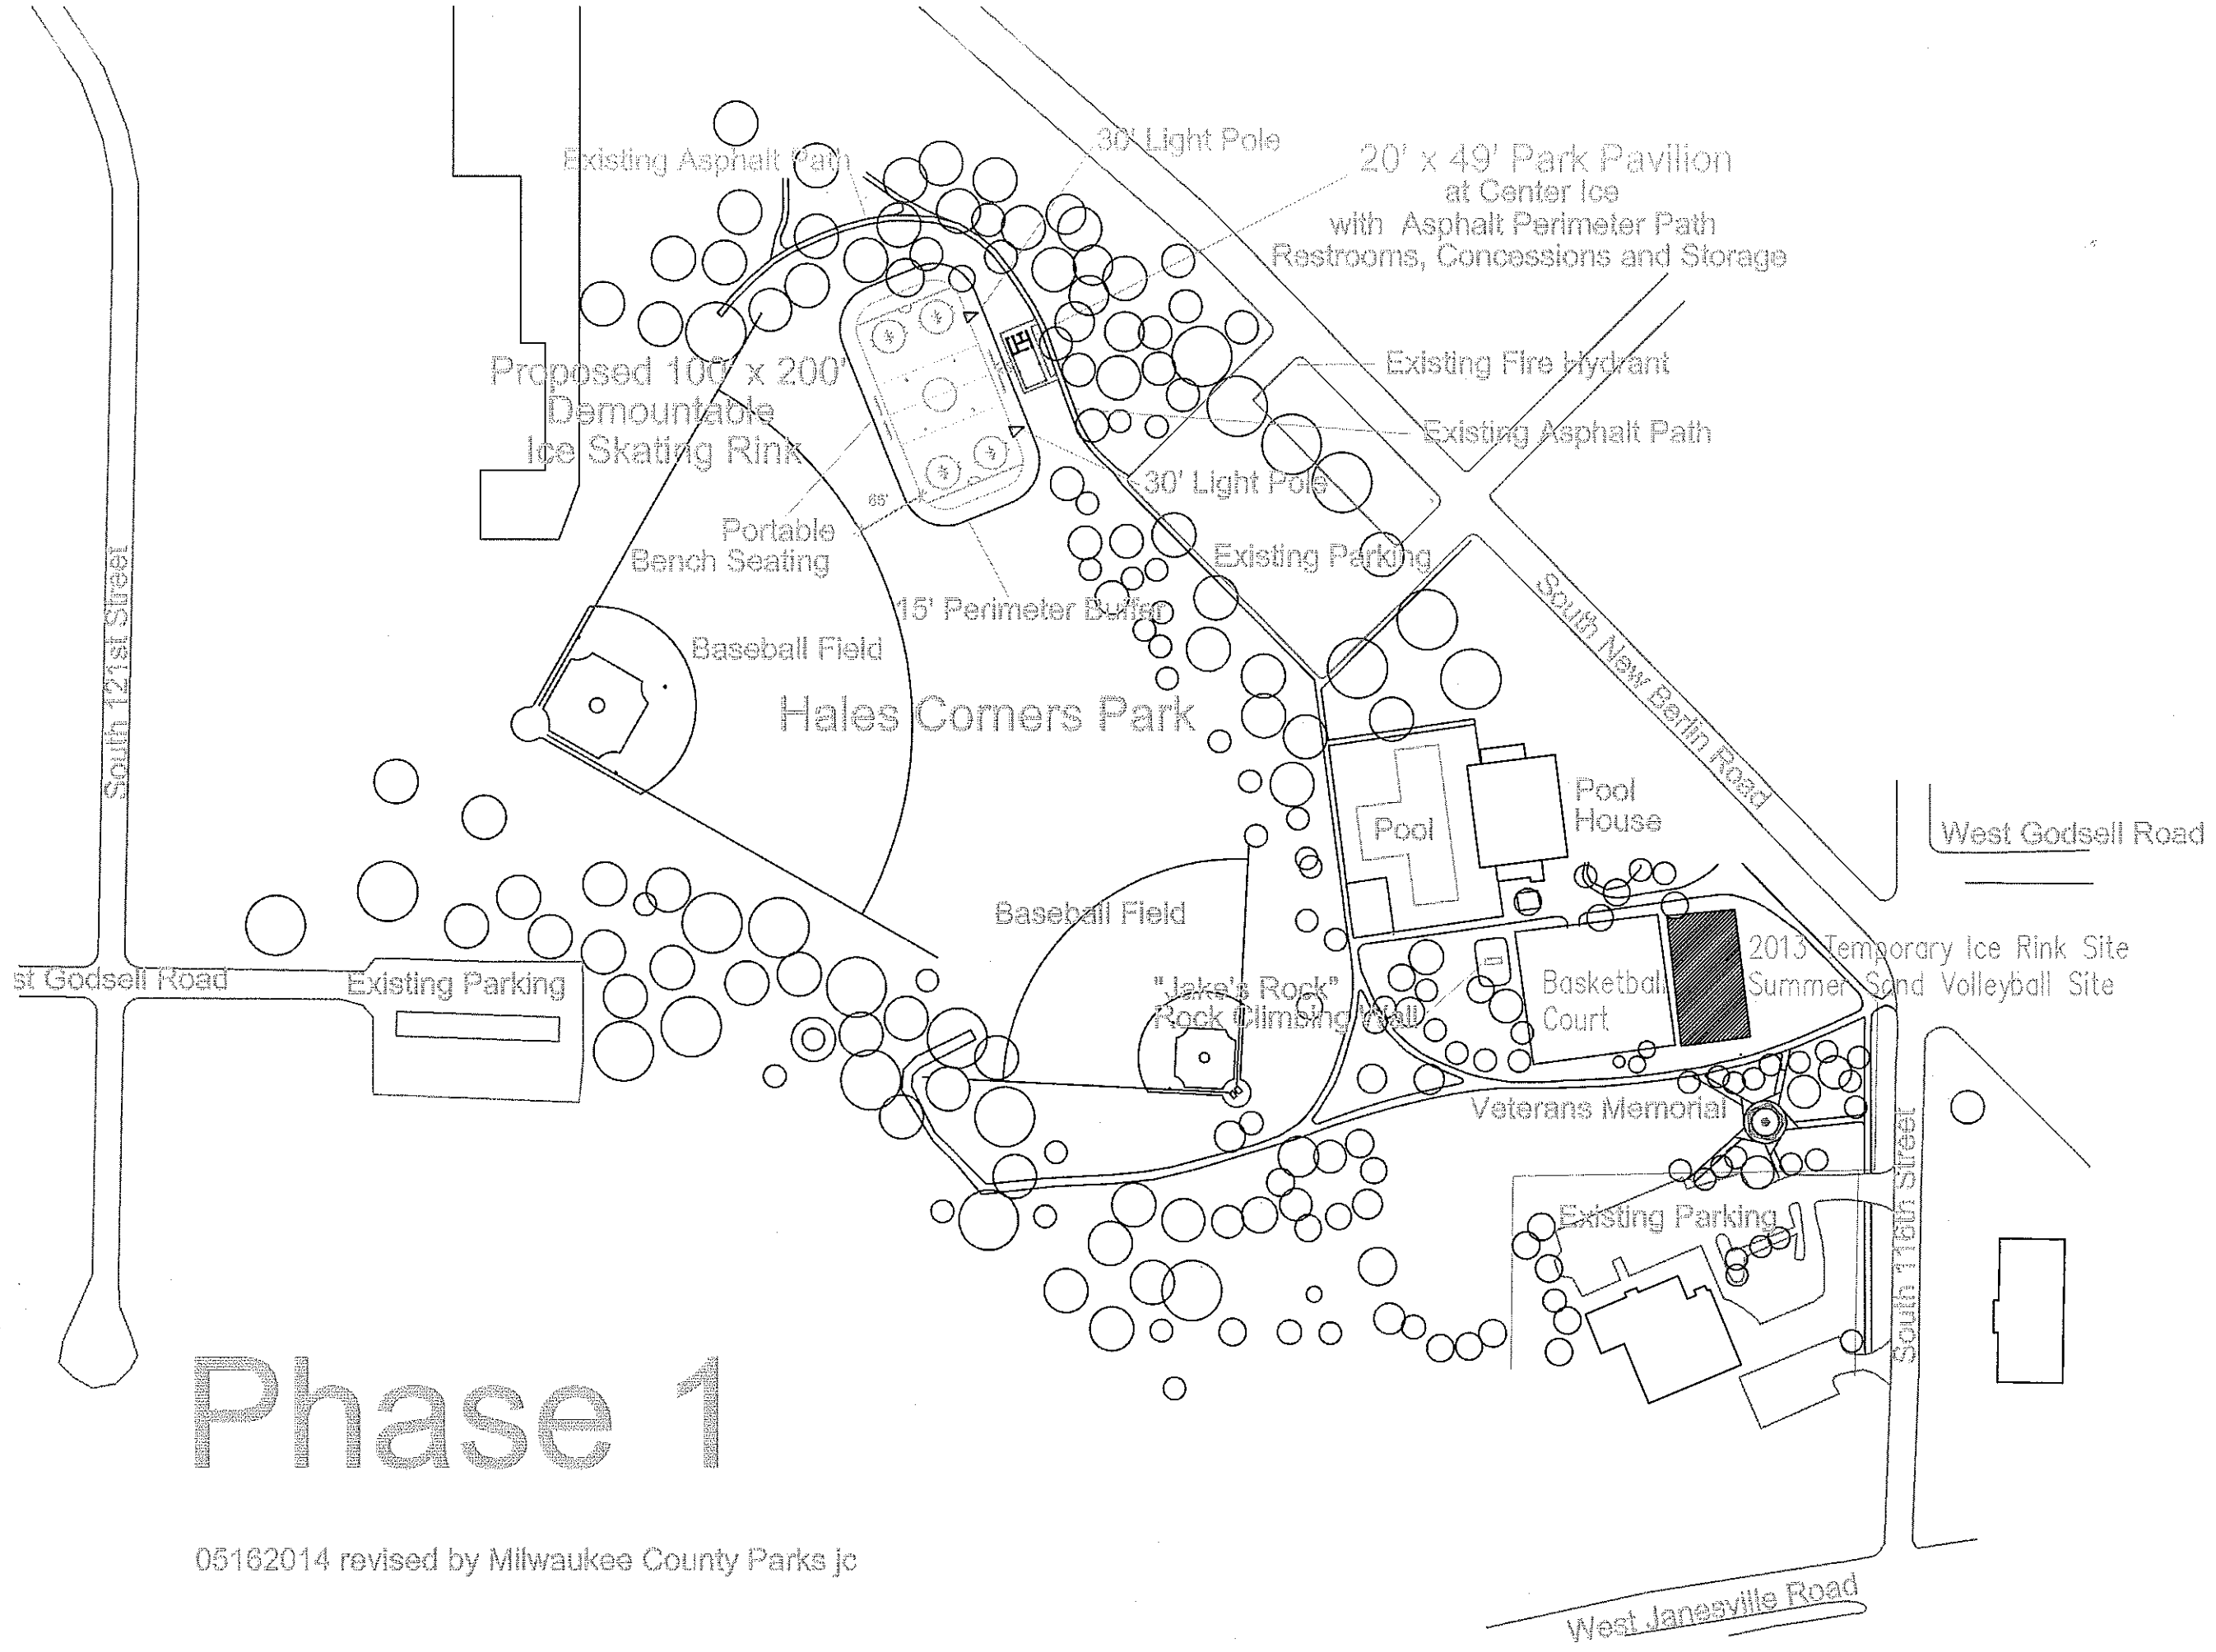 30' Light Pole
Existing Asphalt Path
20' x 49' Park Pavilion
at Center Ice
with Asphalt Perimeter Path
Restrooms, Concessions and Storage
Proposed 100' x 200'
Demountable
Ice Skating Rink
Existing Fire Hydrant
Existing Asphalt Path
30' Light Pole
65'
Portable
Bench Seating
Existing Parking
15' Perimeter Buffer
South 121st Street
South New Berlin Road
Baseball Field
Hales Corners Park
Pool
House
Pool
West Godsell Road
Baseball Field
2013 Temporary Ice Rink Site
Summer Sand Volleyball Site
st Godsell Road
Existing Parking
"Jake's Rock"
Rock Climbing Wall
Basketball
Court
Veterans Memorial
South 116th Street
Existing Parking
Phase 1
05162014 revised by Milwaukee County Parks jc
West Janesville Road